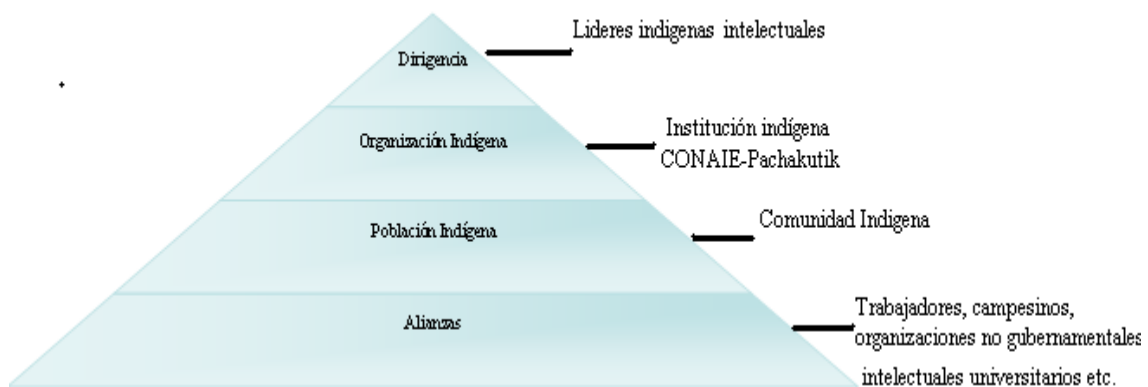 Lideres indigenas intelectuales
Dirigencia
Institución indígena
Organización Indígena
CONAIE-Pachakutik
Comunidad Indigena
Población Indígena
Trabajadores, campesinos,
Alianzas
organizaciones no gubernamentales
intelectuales universitarios etc.